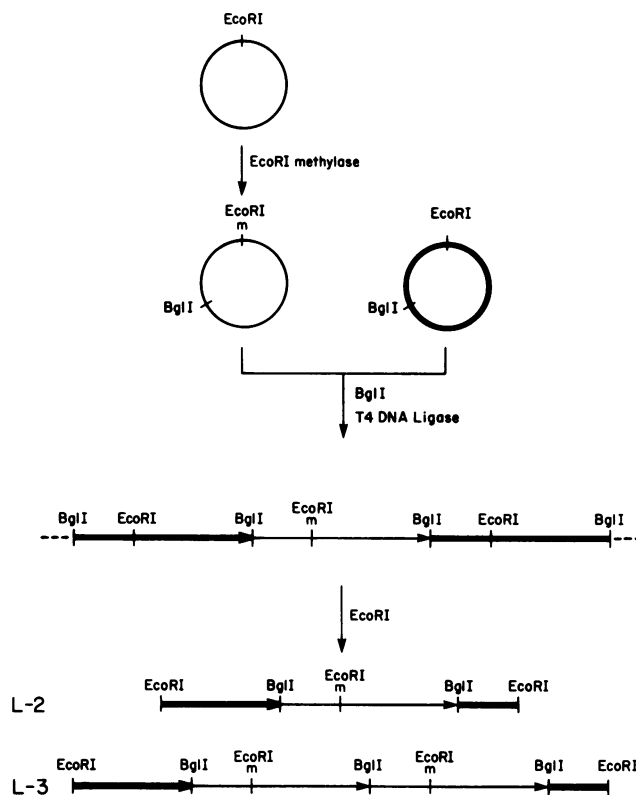 EcoRI
EcoRI methylase
EcoRI
m
EcoRI
BglI
BglI
BglI
T4 DNA Ligase
BglI EcoRI BglI EcoRI BglI EcoRI BglI
m
EcoRI
L-2 EcoRI BglI EcoRI BglI EcoRI
m
L-3 EcoRI BglI EcoRI BglI EcoRI BglI EcoRI
m m